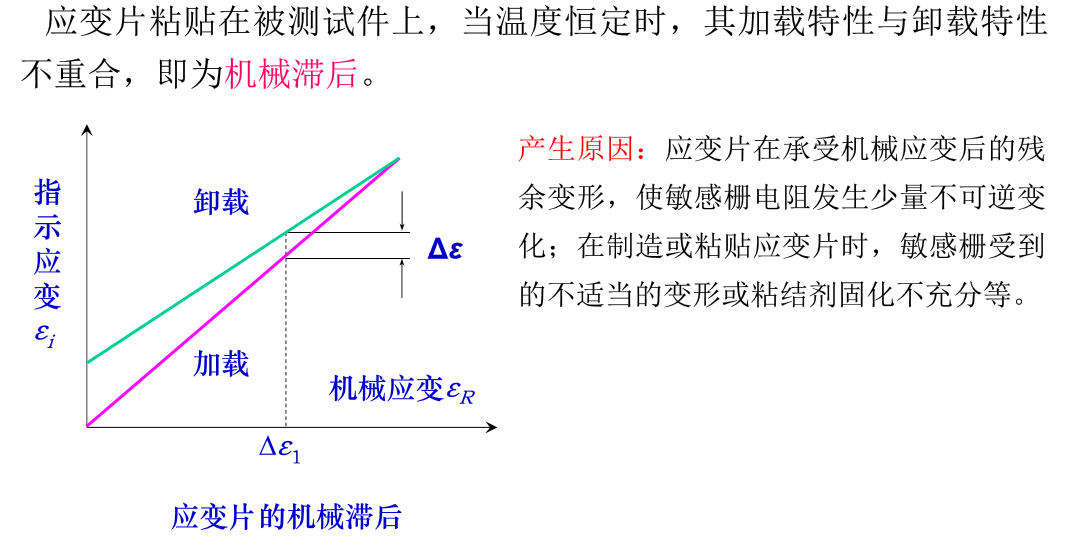 应变片粘贴在被测试件上，当温度恒定时，其加载特性与卸载特性
不重合，即为机械滞后。
产生原因：应变片在承受机械应变后的残
余变形，使敏感栅电阻发生少量不可逆变
化；在制造或粘贴应变片时，敏感栅受到
的不适当的变形或粘结剂固化不充分等。
指示应变εi
卸载
Δε
加载
机械应变εR
Δε1
应变片的机械滞后